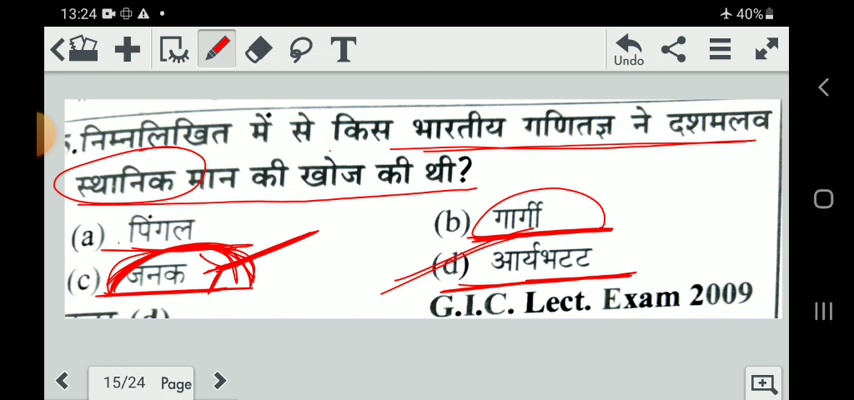 13:24
40%
T
Undo
.निम्नलिखित में से किस भारतीय गणितज्ञ ने दशमलव
स्थानिक मान की खोज की थी?
(a) पिंगल
(b) गार्गी
(c) जनक
(d) आर्यभटट
G.I.C. Lect. Exam 2009
(d)
15/24 Page